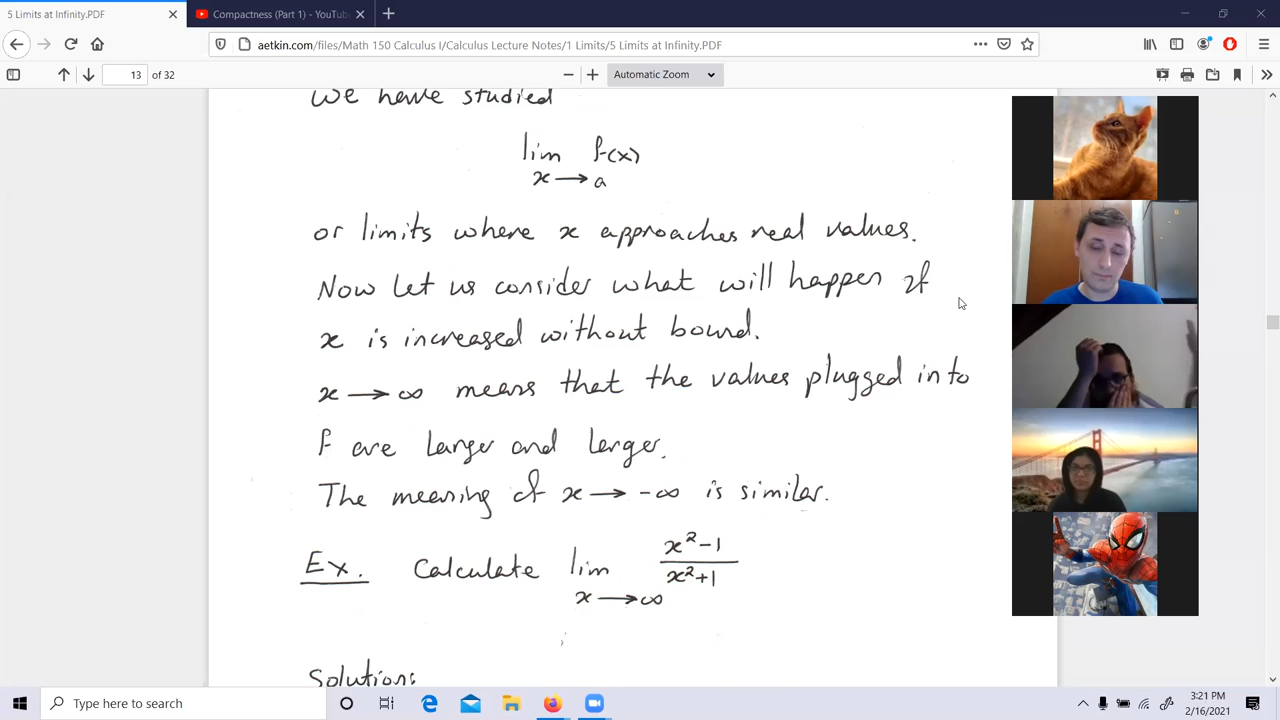 5 Limits at Infinity.PDF
Compactness (Part 1) - YouTub
aetkin.com/files/Math 150 Calculus I/Calculus Lecture Notes/1 Limits/5 Limits at Infinity.PDF
13 of 32
Automatic Zoom
We have studied
lim f(x)
x → a
or limits where x approaches real values.
Now let us consider what will happen if
x is increased without bound.
x → ∞ means that the values plugged into
f are larger and larger.
The meaning of x → -∞ is similar.
Ex. Calculate lim x²-1
x²+1
x → ∞
Solution:
Type here to search
3:21 PM
2/16/2021